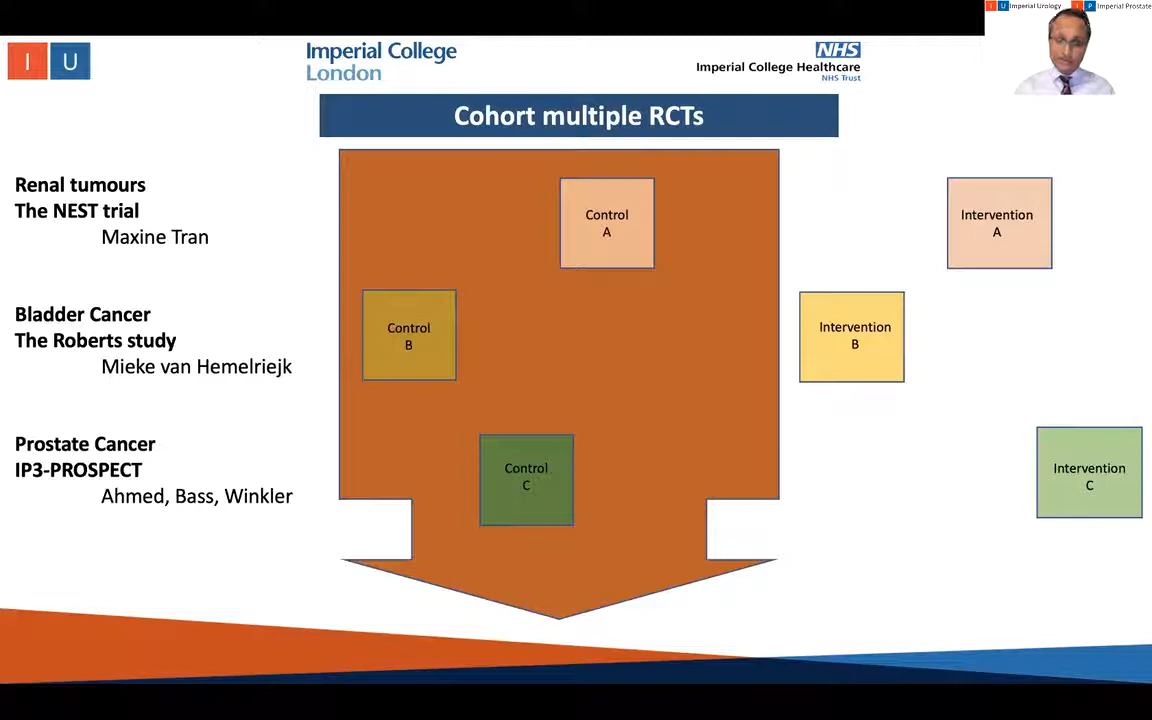 I U Imperial Urology I P Imperial Prostate
I U
Imperial College
London
NHS
Imperial College Healthcare
NHS Trust
Cohort multiple RCTs
Renal tumours
The NEST trial
Maxine Tran
Control
A
Intervention
A
Bladder Cancer
The Roberts study
Mieke van Hemelriejk
Control
B
Intervention
B
Prostate Cancer
IP3-PROSPECT
Ahmed, Bass, Winkler
Control
C
Intervention
C